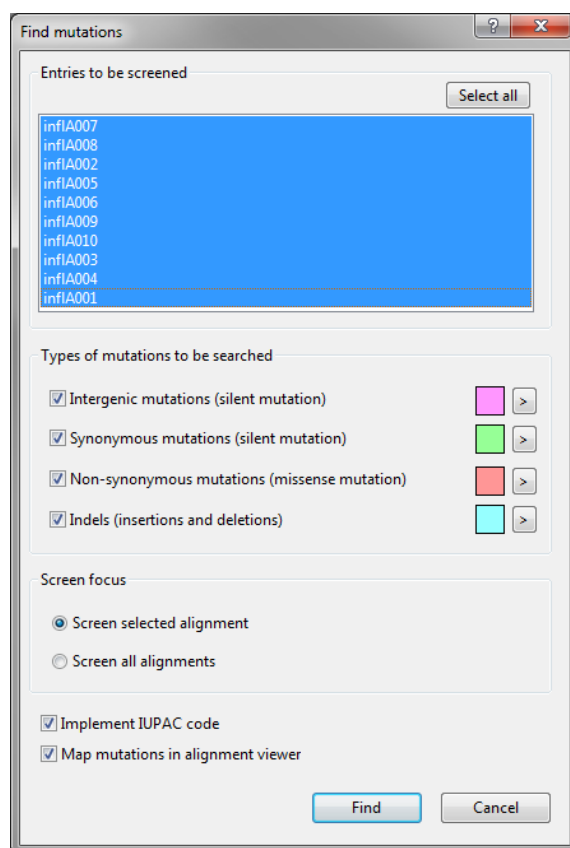 Find mutations
?
X
Entries to be screened
Select all
inflA007
inflA008
inflA002
inflA005
inflA006
inflA009
inflA010
inflA003
inflA004
inflA001
Types of mutations to be searched
Intergenic mutations (silent mutation) >
Synonymous mutations (silent mutation) >
Non-synonymous mutations (missense mutation) >
Indels (insertions and deletions) >
Screen focus
Screen selected alignment
Screen all alignments
Implement IUPAC code
Map mutations in alignment viewer
Find Cancel